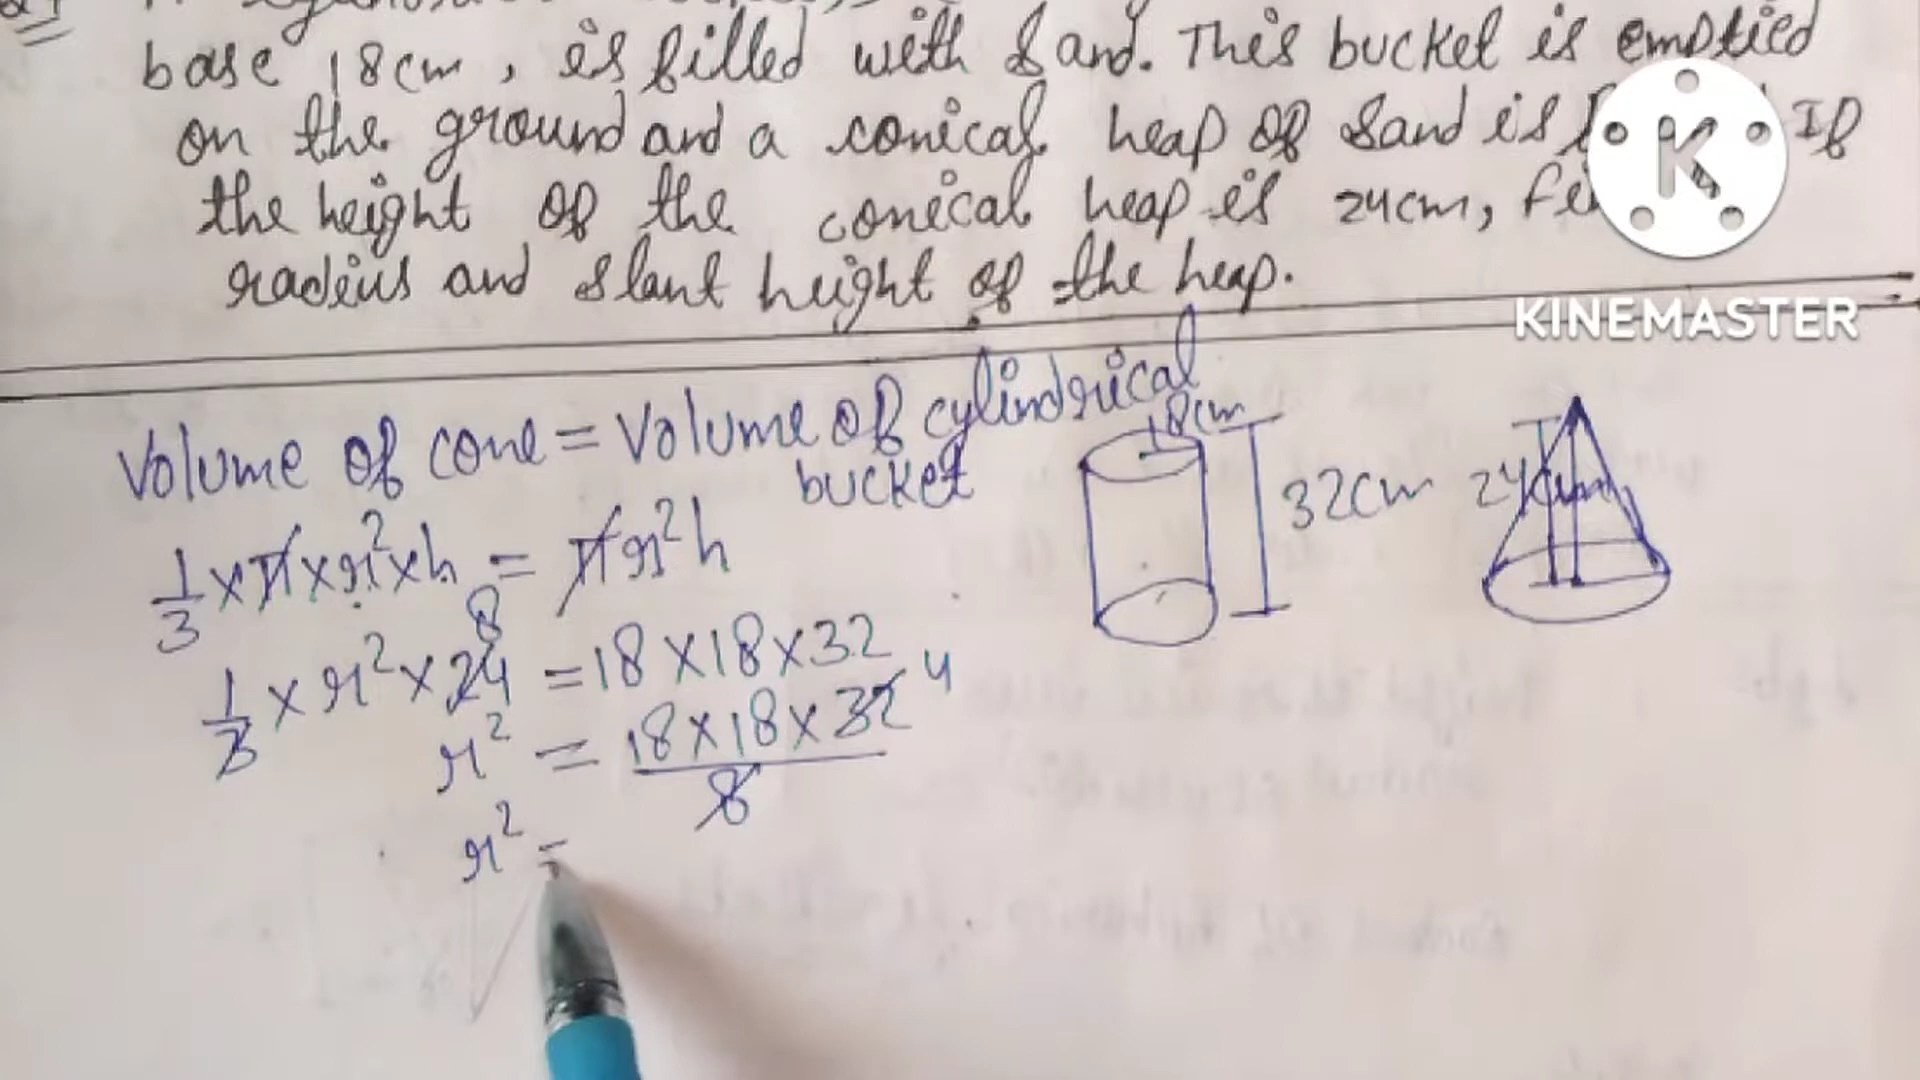 base 18cm, is filled with sand. This bucket is emptied
on the ground and a conical heap of sand is If
the height of the conical heap is 24cm,
radius and slant height of the heap.
K
KINEMASTER
Volume of cone = Volume of cylindrical
bucket
1/3 × π × r² × h = πr²h
8
1/3 × r² × 24 = 18 × 18 × 32
r² = 18 × 18 × 32 / 8
4
r² =
18cm
32cm
24cm